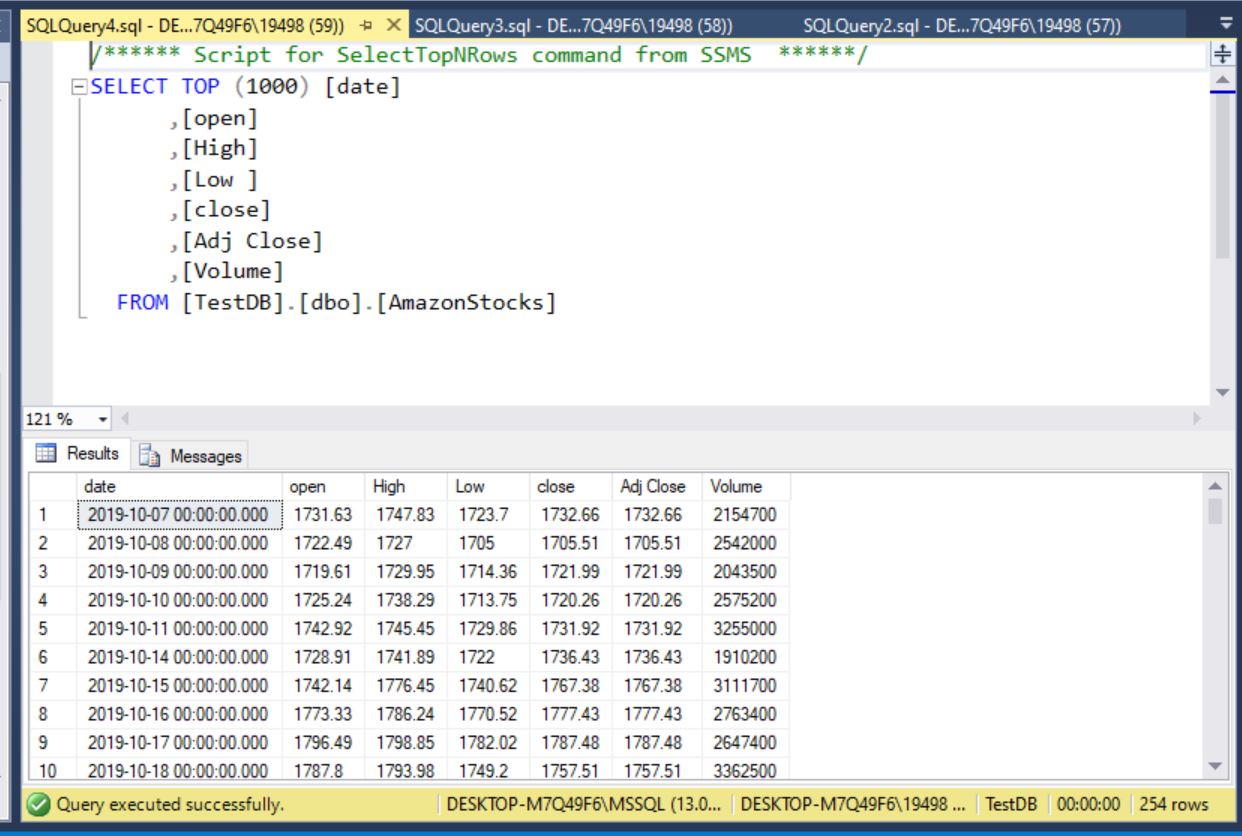 SQLQuery4.sql - DE...7Q49F6\19498 (59)) SQLQuery3.sql - DE...7Q49F6\19498 (58)) SQLQuery2.sql - DE...7Q49F6\19498 (57))
/****** Script for SelectTopNRows command from SSMS  ******/
SELECT TOP (1000) [date]
,[open]
,[High]
,[Low ]
,[close]
,[Adj Close]
,[Volume]
FROM [TestDB].[dbo].[AmazonStocks]
121 %
Results Messages
date open High Low close Adj Close Volume
1 2019-10-07 00:00:00.000 1731.63 1747.83 1723.7 1732.66 1732.66 2154700
2 2019-10-08 00:00:00.000 1722.49 1727 1705 1705.51 1705.51 2542000
3 2019-10-09 00:00:00.000 1719.61 1729.95 1714.36 1721.99 1721.99 2043500
4 2019-10-10 00:00:00.000 1725.24 1738.29 1713.75 1720.26 1720.26 2575200
5 2019-10-11 00:00:00.000 1742.92 1745.45 1729.86 1731.92 1731.92 3255000
6 2019-10-14 00:00:00.000 1728.91 1741.89 1722 1736.43 1736.43 1910200
7 2019-10-15 00:00:00.000 1742.14 1776.45 1740.62 1767.38 1767.38 3111700
8 2019-10-16 00:00:00.000 1773.33 1786.24 1770.52 1777.43 1777.43 2763400
9 2019-10-17 00:00:00.000 1796.49 1798.85 1782.02 1787.48 1787.48 2647400
10 2019-10-18 00:00:00.000 1787.8 1793.98 1749.2 1757.51 1757.51 3362500
Query executed successfully. DESKTOP-M7Q49F6\MSSQL (13.0... DESKTOP-M7Q49F6\19498 ... TestDB 00:00:00 254 rows